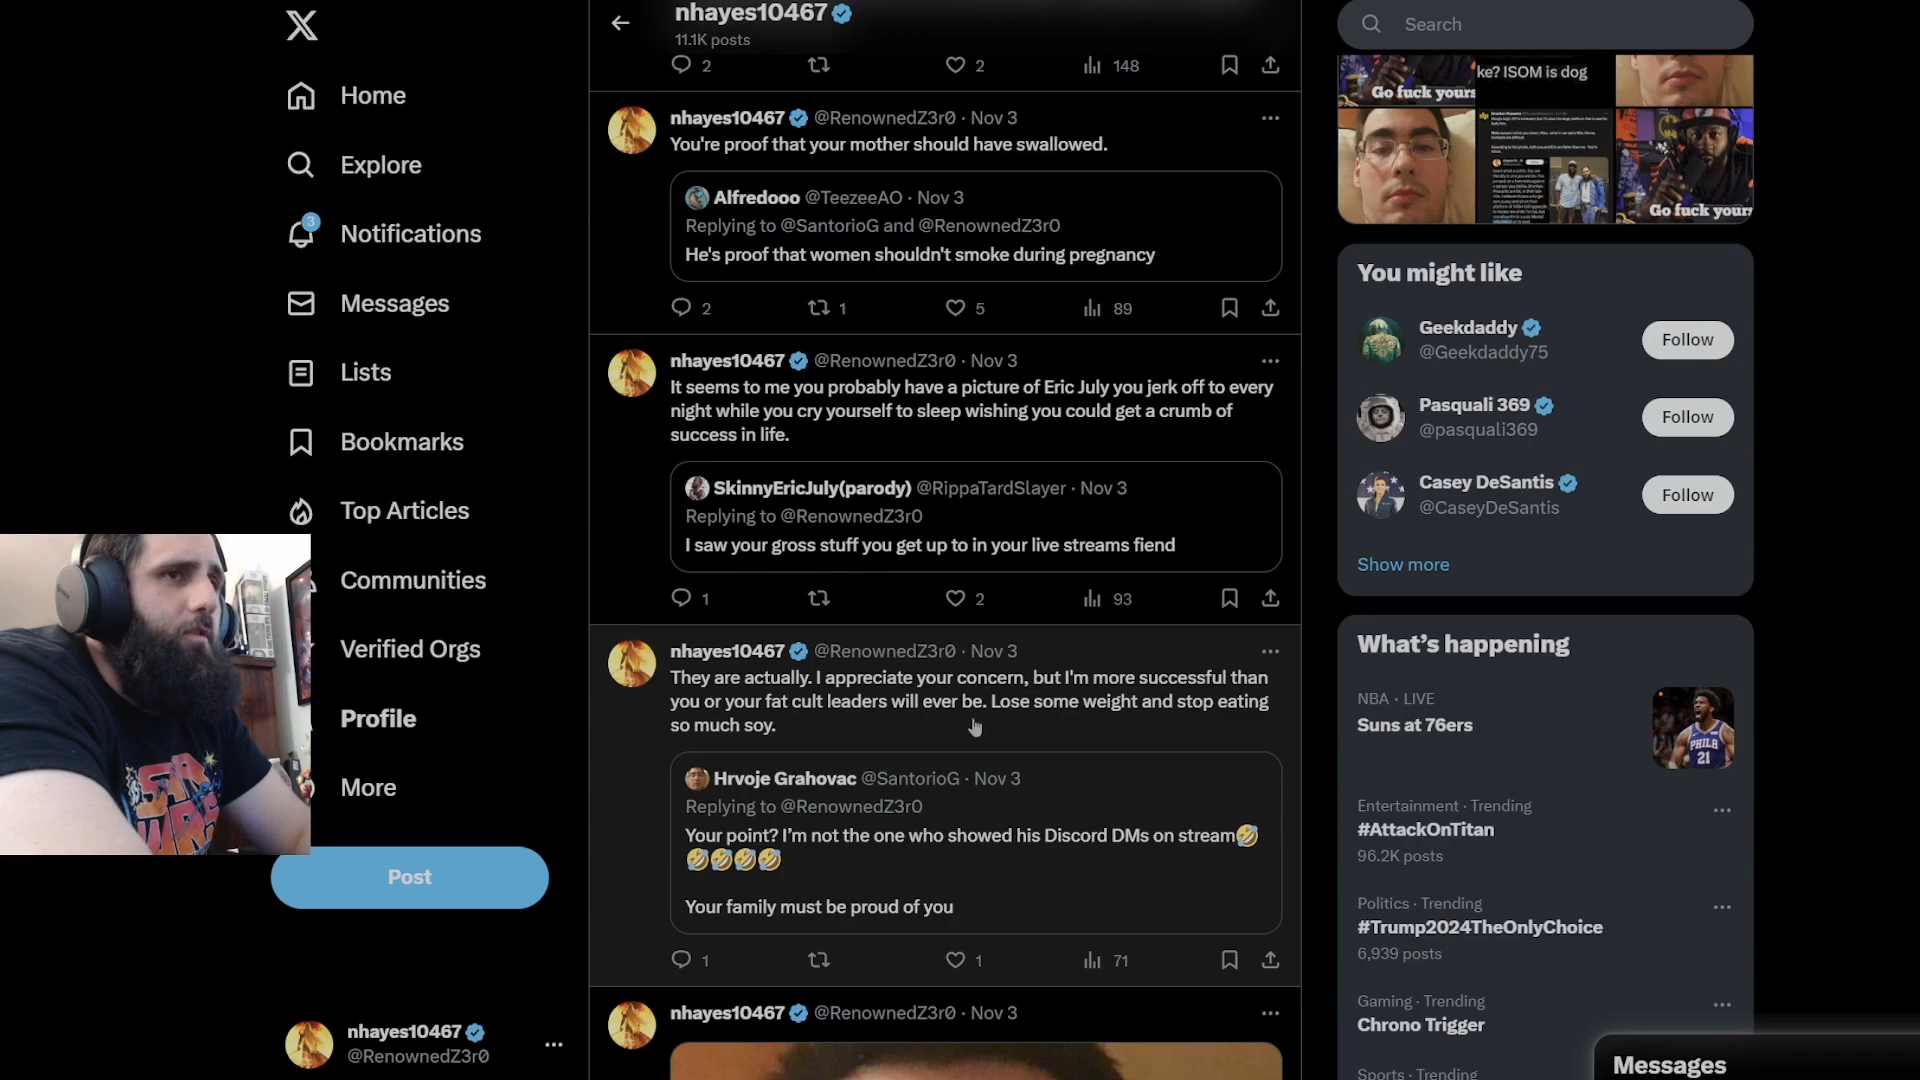 nhayes10467
11.1K posts
2
2
148
nhayes10467 @RenownedZ3r0 · Nov 3
You're proof that your mother should have swallowed.
Alfredooo @TeezeeAO · Nov 3
Replying to @SantorioG and @RenownedZ3r0
He's proof that women shouldn't smoke during pregnancy
2
1
5
89
nhayes10467 @RenownedZ3r0 · Nov 3
It seems to me you probably have a picture of Eric July you jerk off to every
night while you cry yourself to sleep wishing you could get a crumb of
success in life.
SkinnyEricJuly(parody) @RippaTardSlayer · Nov 3
Replying to @RenownedZ3r0
I saw your gross stuff you get up to in your live streams fiend
1
2
93
nhayes10467 @RenownedZ3r0 · Nov 3
They are actually. I appreciate your concern, but I'm more successful than
you or your fat cult leaders will ever be. Lose some weight and stop eating
so much soy.
Hrvoje Grahovac @SantorioG · Nov 3
Replying to @RenownedZ3r0
Your point? I'm not the one who showed his Discord DMs on stream🤣
🤣🤣🤣🤣
Your family must be proud of you
1
1
71
nhayes10467 @RenownedZ3r0 · Nov 3
X
Home
Explore
3
Notifications
Messages
Lists
Bookmarks
Top Articles
Communities
Verified Orgs
Profile
More
Post
nhayes10467
@RenownedZ3r0
STAR
WARS
Search
ke? ISOM is dog
Go fuck yours
Go fuck yours
You might like
Geekdaddy
@Geekdaddy75
Follow
Pasquali 369
@pasquali369
Follow
Casey DeSantis
@CaseyDeSantis
Follow
Show more
What's happening
NBA · LIVE
Suns at 76ers
PHILA
21
Entertainment · Trending
#AttackOnTitan
96.2K posts
Politics · Trending
#Trump2024TheOnlyChoice
6,939 posts
Gaming · Trending
Chrono Trigger
Sports · Trending
Messages